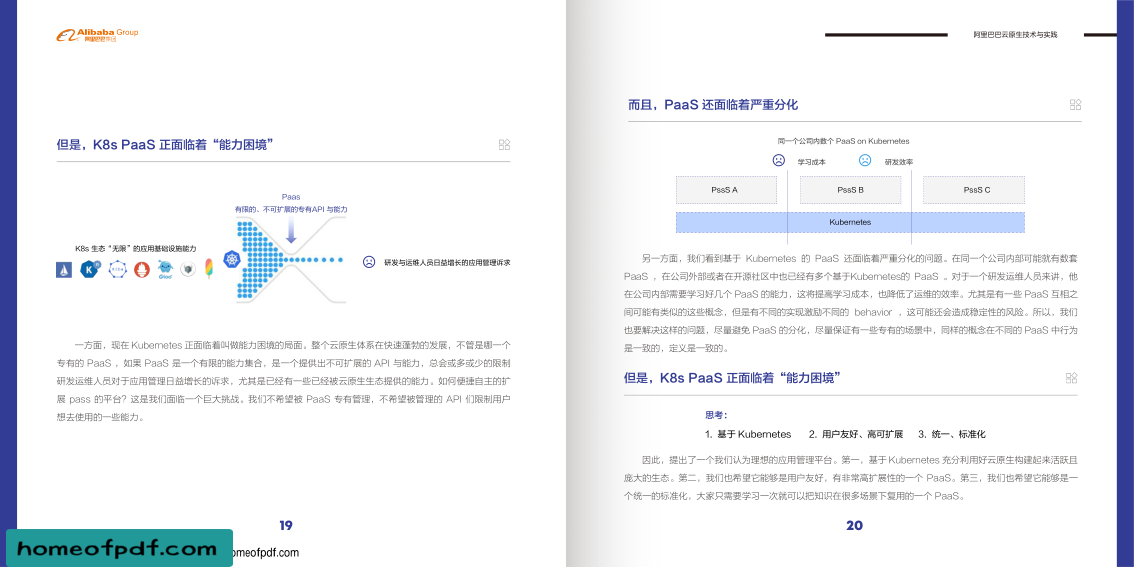 Alibaba Group
阿里巴巴集团
但是，K8s PaaS 正面临着“能力困境”
Paas
有限的、不可扩展的专有API 与能力
K8s 生态“无限”的应用基础设施能力
研发与运维人员日益增长的应用管理诉求
一方面，现在 Kubernetes 正面临着叫做能力困境的局面。整个云原生体系在快速蓬勃的发展，不管是哪一个
专有的 PaaS ，如果 PaaS 是一个有限的能力集合，是一个提供出不可扩展的 API 与能力，总会或多或少的限制
研发运维人员对于应用管理日益增长的诉求，尤其是已经有一些已经被云原生生态提供的能力。如何便捷自主的扩
展 pass 的平台？这是我们面临一个巨大挑战。我们不希望被 PaaS 专有管理，不希望被管理的 API 们限制用户
想去使用的一些能力。
19
homeofpdf.com
omeofpdf.com
阿里巴巴云原生技术与实践
而且，PaaS 还面临着严重分化
同一个公司内数个 PaaS on Kubernetes
学习成本 研发效率
PssS A PssS B PssS C
Kubernetes
另一方面，我们看到基于 Kubernetes 的 PaaS 还面临着严重分化的问题。在同一个公司内部可能就有数套
PaaS ，在公司外部或者在开源社区中也已经有多个基于Kubernetes的 PaaS 。对于一个研发运维人员来讲，他
在公司内部需要学习好几个 PaaS 的能力，这将提高学习成本，也降低了运维的效率。尤其是有一些 PaaS 互相之
间可能有类似的这些概念，但是有不同的实现激励不同的 behavior ，这可能还会造成稳定性的风险。所以，我们
也要解决这样的问题，尽量避免 PaaS 的分化，尽量保证有一些专有的场景中，同样的概念在不同的 PaaS 中行为
是一致的，定义是一致的。
但是，K8s PaaS 正面临着“能力困境”
思考：
1. 基于 Kubernetes 2. 用户友好、高可扩展 3. 统一、标准化
因此，提出了一个我们认为理想的应用管理平台。第一，基于 Kubernetes 充分利用好云原生构建起来活跃且
庞大的生态。第二，我们也希望它能够是用户友好，有非常高扩展性的一个 PaaS。第三，我们也希望它能够是一
个统一的标准化，大家只需要学习一次就可以把知识在很多场景下复用的一个 PaaS。
20